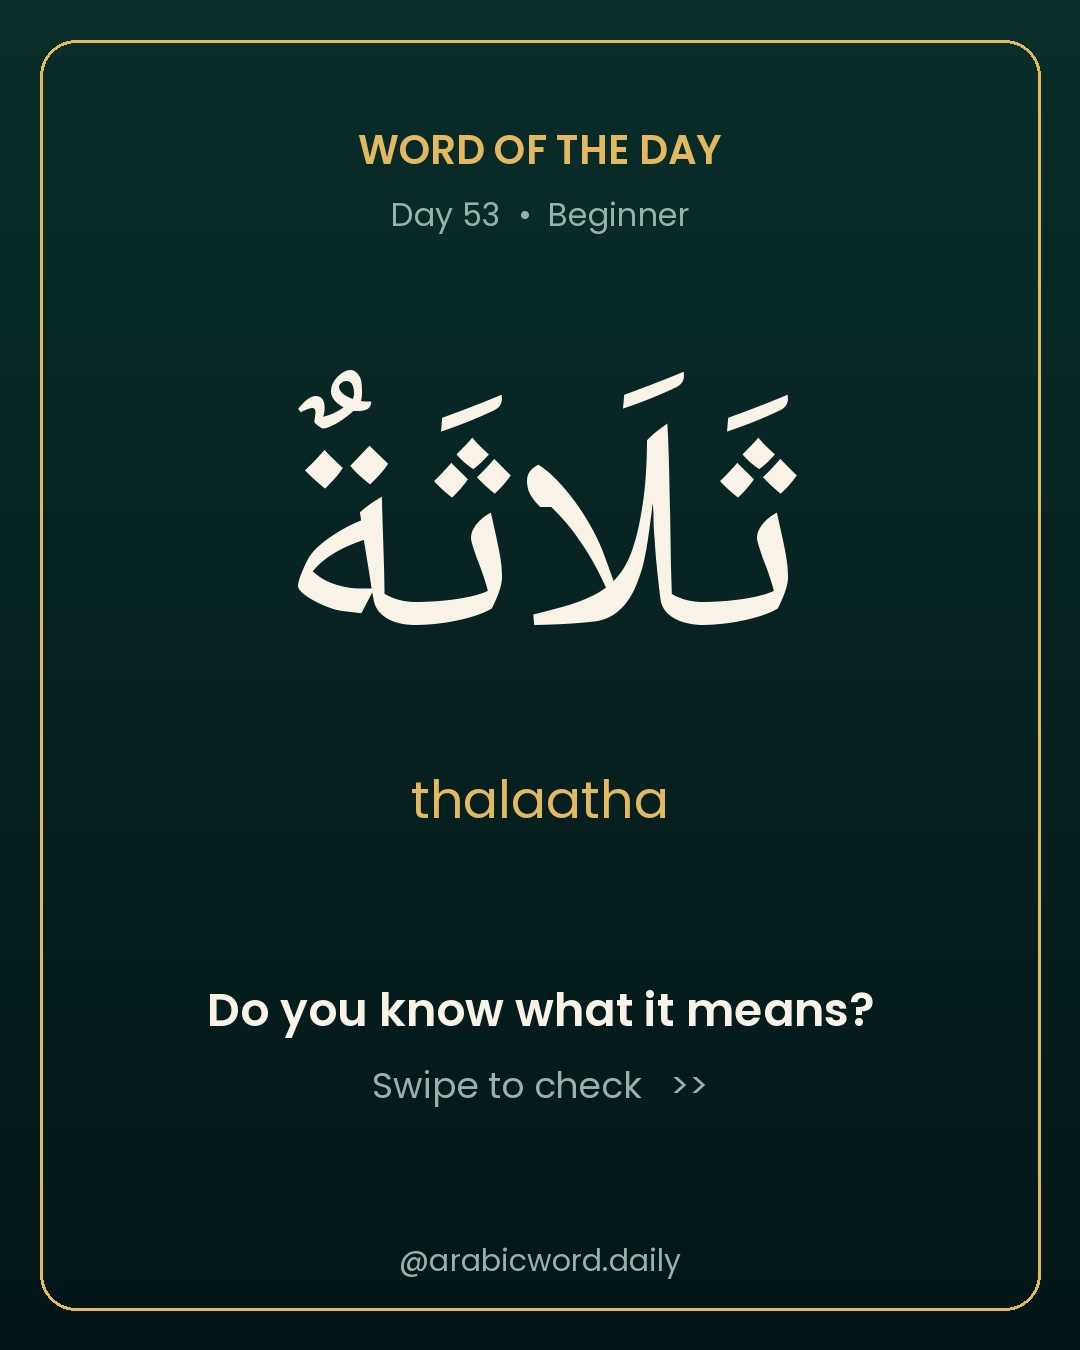 WORD OF THE DAY
Day 53 • Beginner
ثَلَاثَةٌ
thalaatha
Do you know what it means?
Swipe to check >>
@arabicword.daily